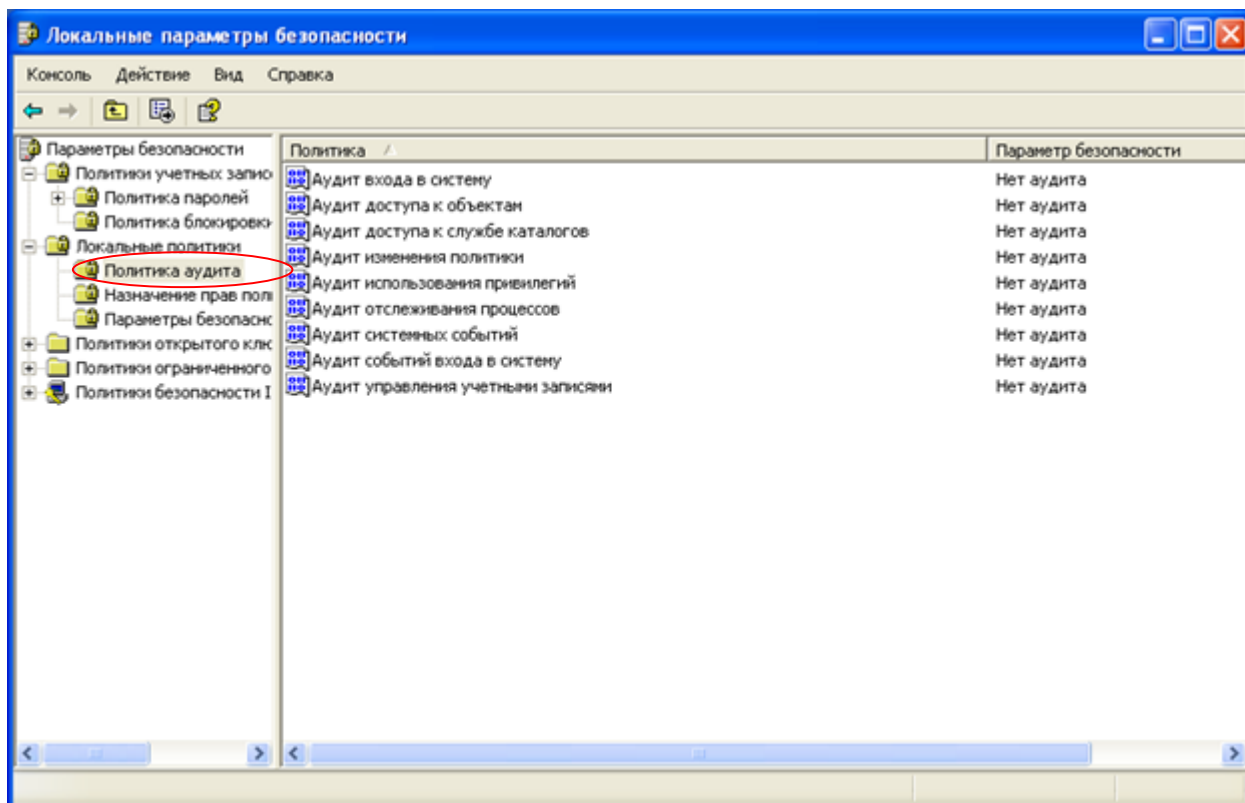 Локальные параметры безопасности
Консоль Действие Вид Справка
Параметры безопасности
Политики учетных запис
Политика паролей
Политика блокировки
Локальные политики
Политика аудита
Назначение прав поль
Параметры безопасно
Политики открытого клю
Политики ограниченного
Политики безопасности I
Политика Параметр безопасности
Аудит входа в систему Нет аудита
Аудит доступа к объектам Нет аудита
Аудит доступа к службе каталогов Нет аудита
Аудит изменения политики Нет аудита
Аудит использования привилегий Нет аудита
Аудит отслеживания процессов Нет аудита
Аудит системных событий Нет аудита
Аудит событий входа в систему Нет аудита
Аудит управления учетными записями Нет аудита